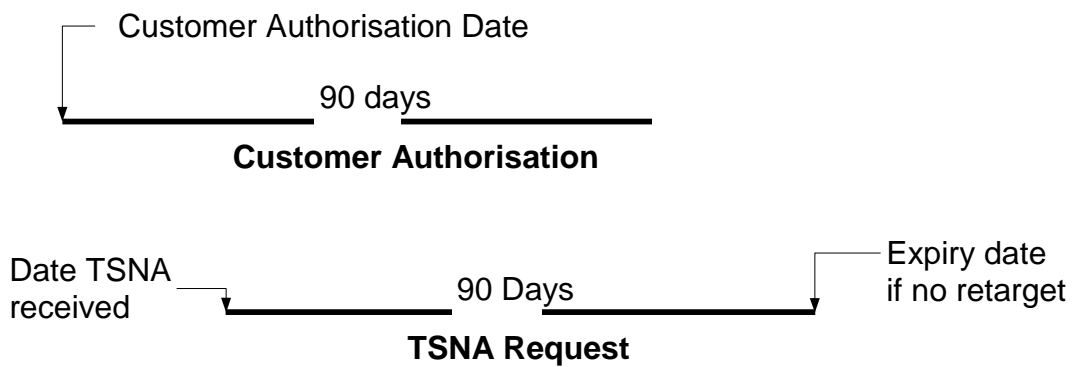 Customer Authorisation Date
90 days
Customer Authorisation
Date TSNA
received
90 Days
Expiry date
if no retarget
TSNA Request